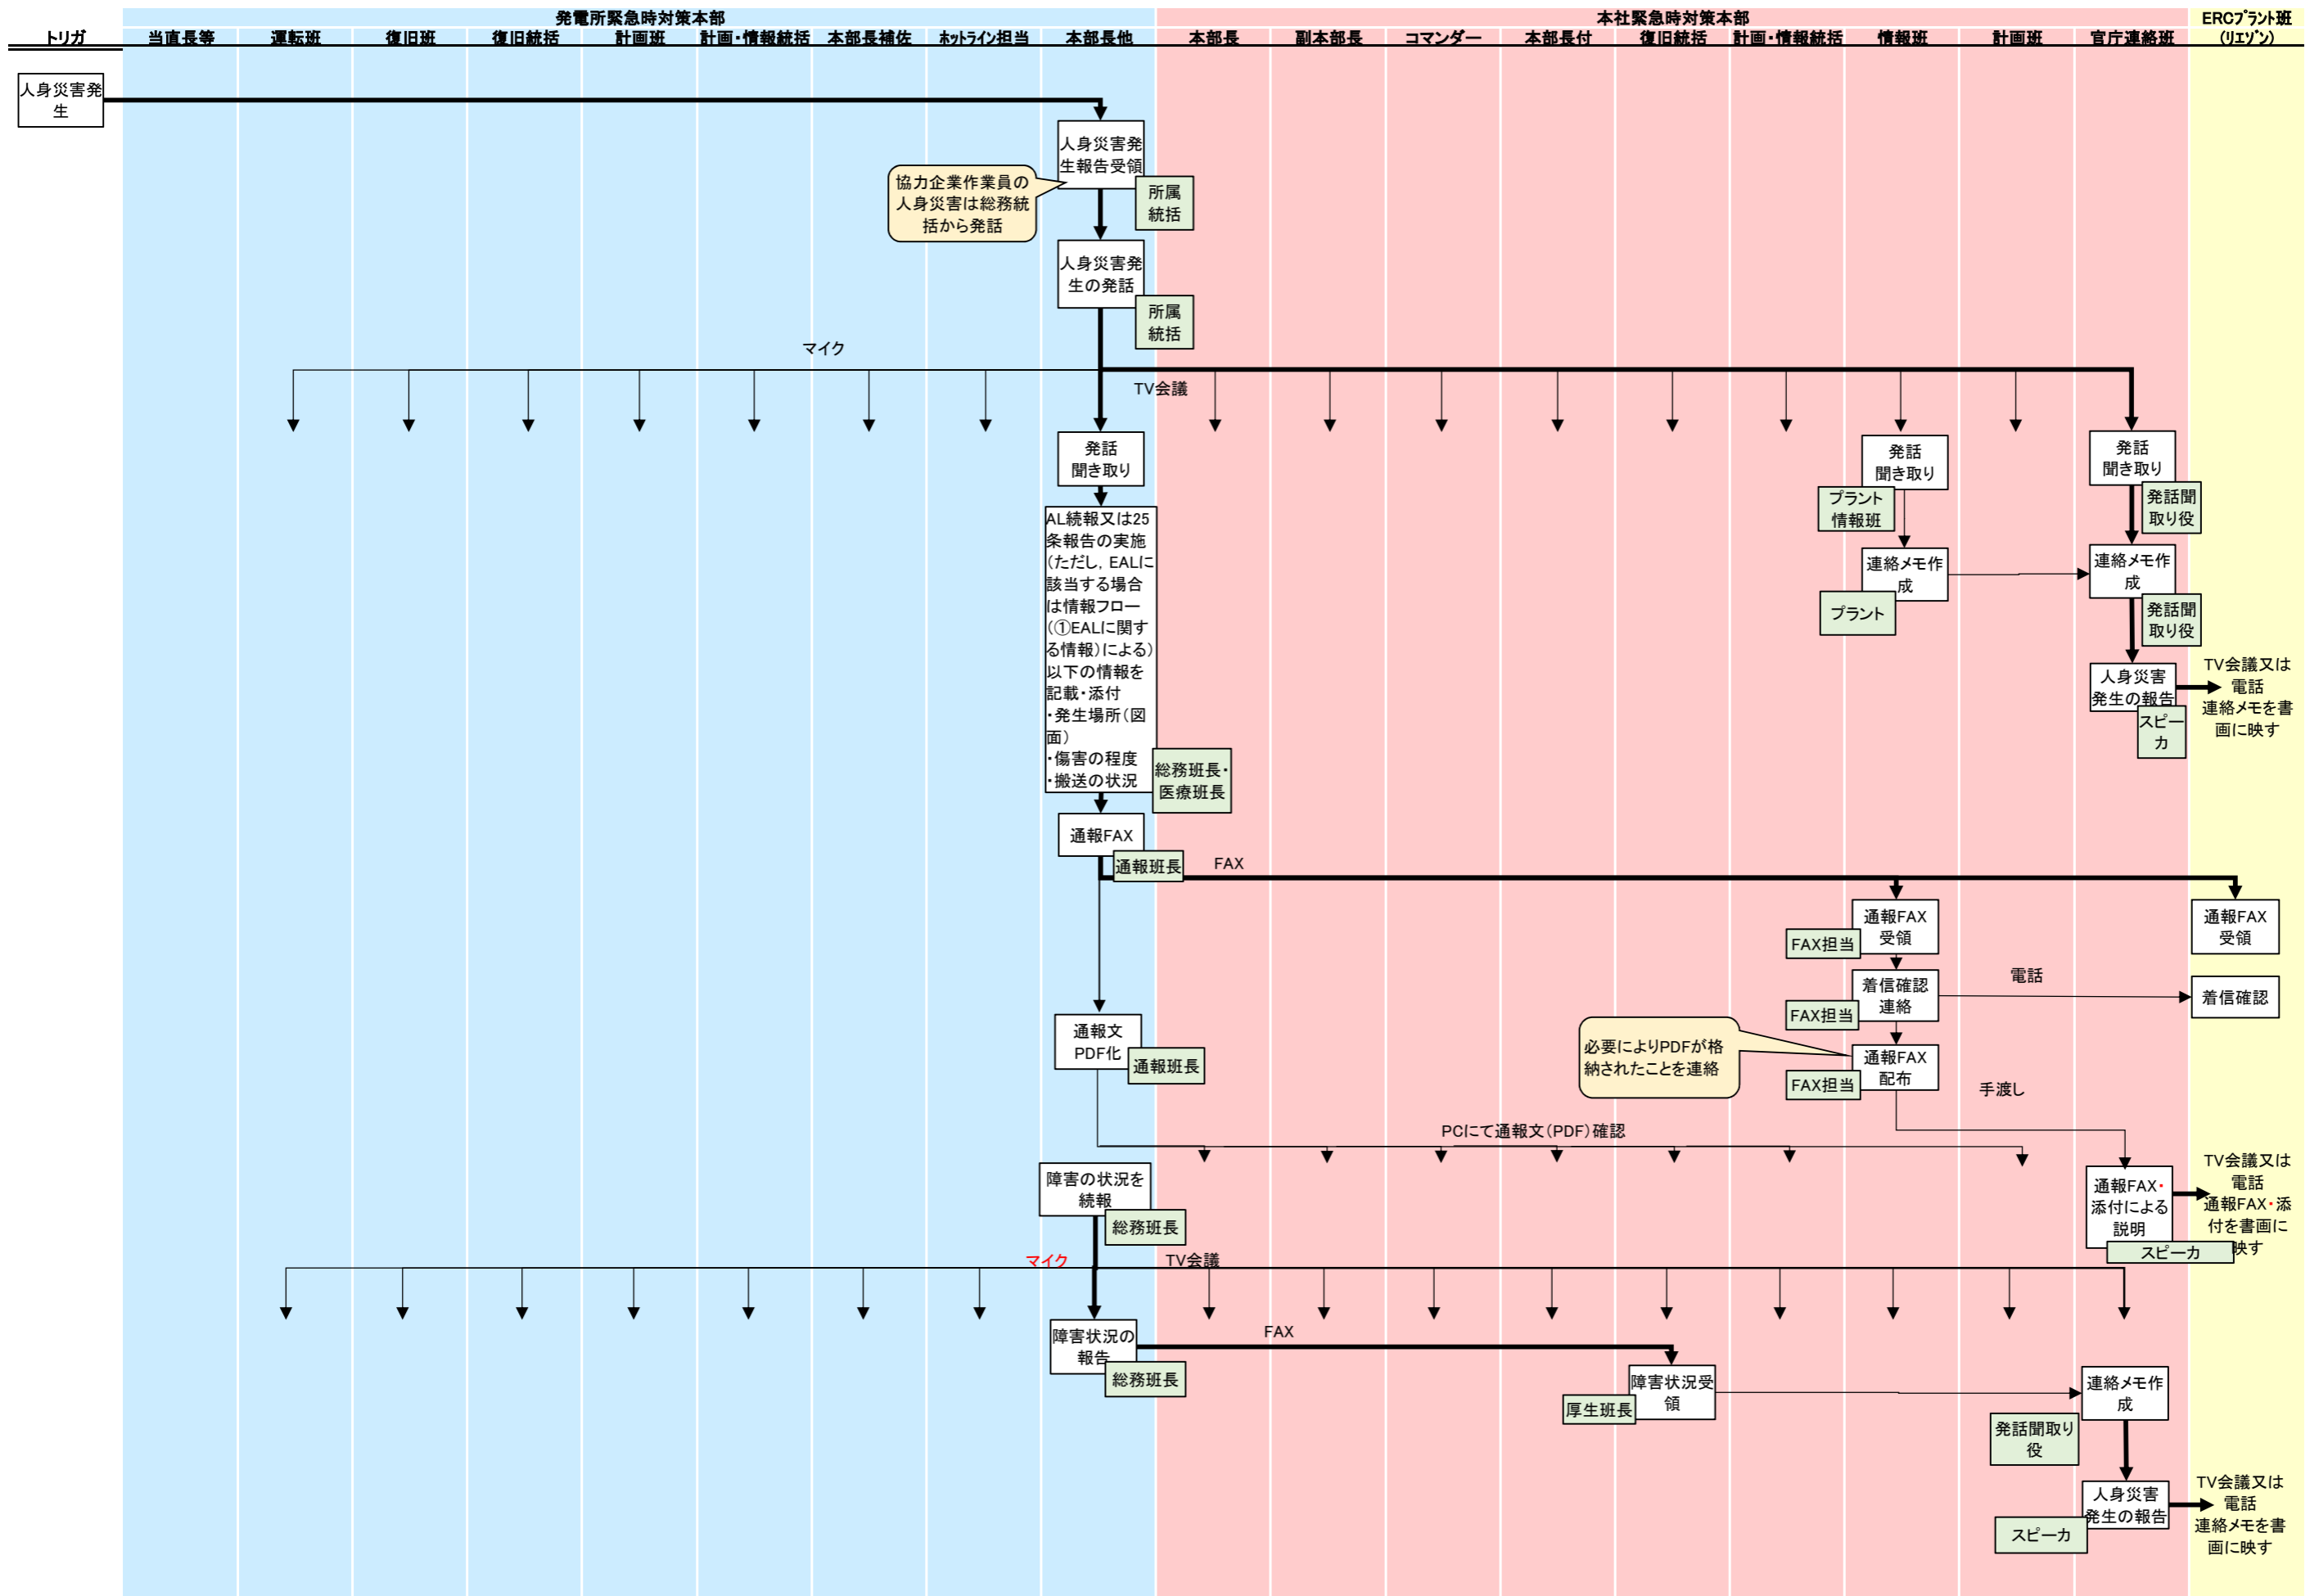 発電所緊急時対策本部
本社緊急時対策本部
ERCプラント班
(リエゾン)
トリガ
当直長等
運転班
復旧班
復旧統括
計画班
計画・情報統括
本部長補佐
ホットライン担当
本部長他
本部長
副本部長
コマンダー
本部長付
復旧統括
計画・情報統括
情報班
計画班
官庁連絡班
人身災害発
生
人身災害発
生報告受領
所属
統括
協力企業作業員の
人身災害は総務統
括から発話
人身災害発
生の発話
所属
統括
マイク
TV会議
発話
聞き取り
発話
聞き取り
プラント
情報班
発話
聞き取り
発話聞
取り役
AL続報又は25
条報告の実施
(ただし，EALに
該当する場合
は情報フロー
(①EALに関す
る情報)による)
以下の情報を
記載・添付
・発生場所(図
面)
・傷害の程度
・搬送の状況
総務班長・
医療班長
連絡メモ作
成
プラント
連絡メモ作
成
発話聞
取り役
人身災害
発生の報告
スピー
カ
TV会議又は
電話
連絡メモを書
画に映す
通報FAX
通報班長
FAX
通報FAX
受領
FAX担当
通報FAX
受領
着信確認
連絡
FAX担当
電話
着信確認
通報文
PDF化
通報班長
必要によりPDFが格
納されたことを連絡
通報FAX
配布
FAX担当
手渡し
PCにて通報文(PDF)確認
障害の状況を
続報
総務班長
通報FAX・
添付による
説明
スピーカ
TV会議又は
電話
通報FAX・添
付を書画に
映す
マイク
TV会議
障害状況の
報告
総務班長
FAX
障害状況受
領
厚生班長
連絡メモ作
成
発話聞取り
役
人身災害
発生の報告
スピーカ
TV会議又は
電話
連絡メモを書
画に映す